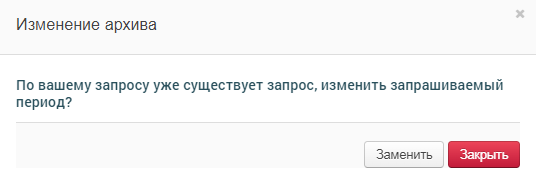 Изменение архива
По вашему запросу уже существует запрос, изменить запрашиваемый
период?
Заменить Закрыть